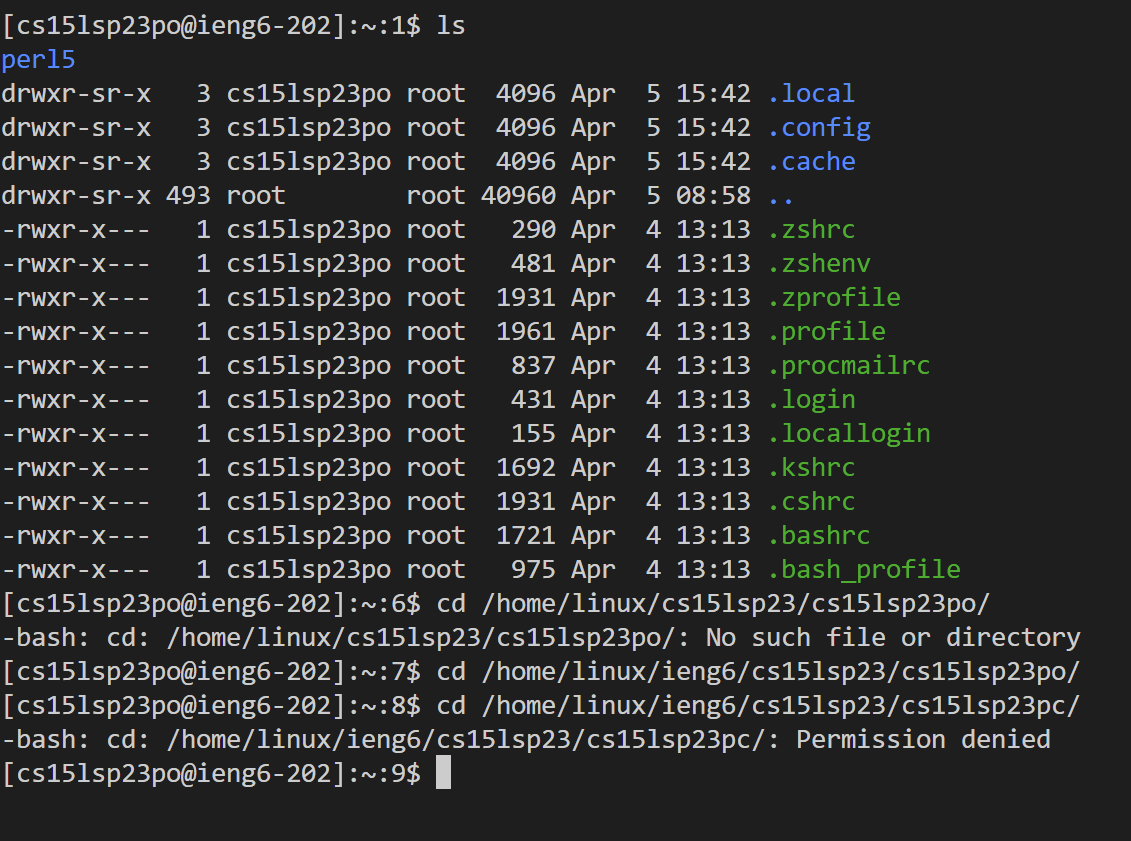 [cs15lsp23po@ieng6-202]:~:1$ ls
perl5
drwxr-sr-x   3 cs15lsp23po root  4096 Apr  5 15:42 .local
drwxr-sr-x   3 cs15lsp23po root  4096 Apr  5 15:42 .config
drwxr-sr-x   3 cs15lsp23po root  4096 Apr  5 15:42 .cache
drwxr-sr-x 493 root        root 40960 Apr  5 08:58 ..
-rwxr-x---   1 cs15lsp23po root   290 Apr  4 13:13 .zshrc
-rwxr-x---   1 cs15lsp23po root   481 Apr  4 13:13 .zshenv
-rwxr-x---   1 cs15lsp23po root  1931 Apr  4 13:13 .zprofile
-rwxr-x---   1 cs15lsp23po root  1961 Apr  4 13:13 .profile
-rwxr-x---   1 cs15lsp23po root   837 Apr  4 13:13 .procmailrc
-rwxr-x---   1 cs15lsp23po root   431 Apr  4 13:13 .login
-rwxr-x---   1 cs15lsp23po root   155 Apr  4 13:13 .locallogin
-rwxr-x---   1 cs15lsp23po root  1692 Apr  4 13:13 .kshrc
-rwxr-x---   1 cs15lsp23po root  1931 Apr  4 13:13 .cshrc
-rwxr-x---   1 cs15lsp23po root  1721 Apr  4 13:13 .bashrc
-rwxr-x---   1 cs15lsp23po root   975 Apr  4 13:13 .bash_profile
[cs15lsp23po@ieng6-202]:~:6$ cd /home/linux/cs15lsp23/cs15lsp23po/
-bash: cd: /home/linux/cs15lsp23/cs15lsp23po/: No such file or directory
[cs15lsp23po@ieng6-202]:~:7$ cd /home/linux/ieng6/cs15lsp23/cs15lsp23po/
[cs15lsp23po@ieng6-202]:~:8$ cd /home/linux/ieng6/cs15lsp23/cs15lsp23pc/
-bash: cd: /home/linux/ieng6/cs15lsp23/cs15lsp23pc/: Permission denied
[cs15lsp23po@ieng6-202]:~:9$